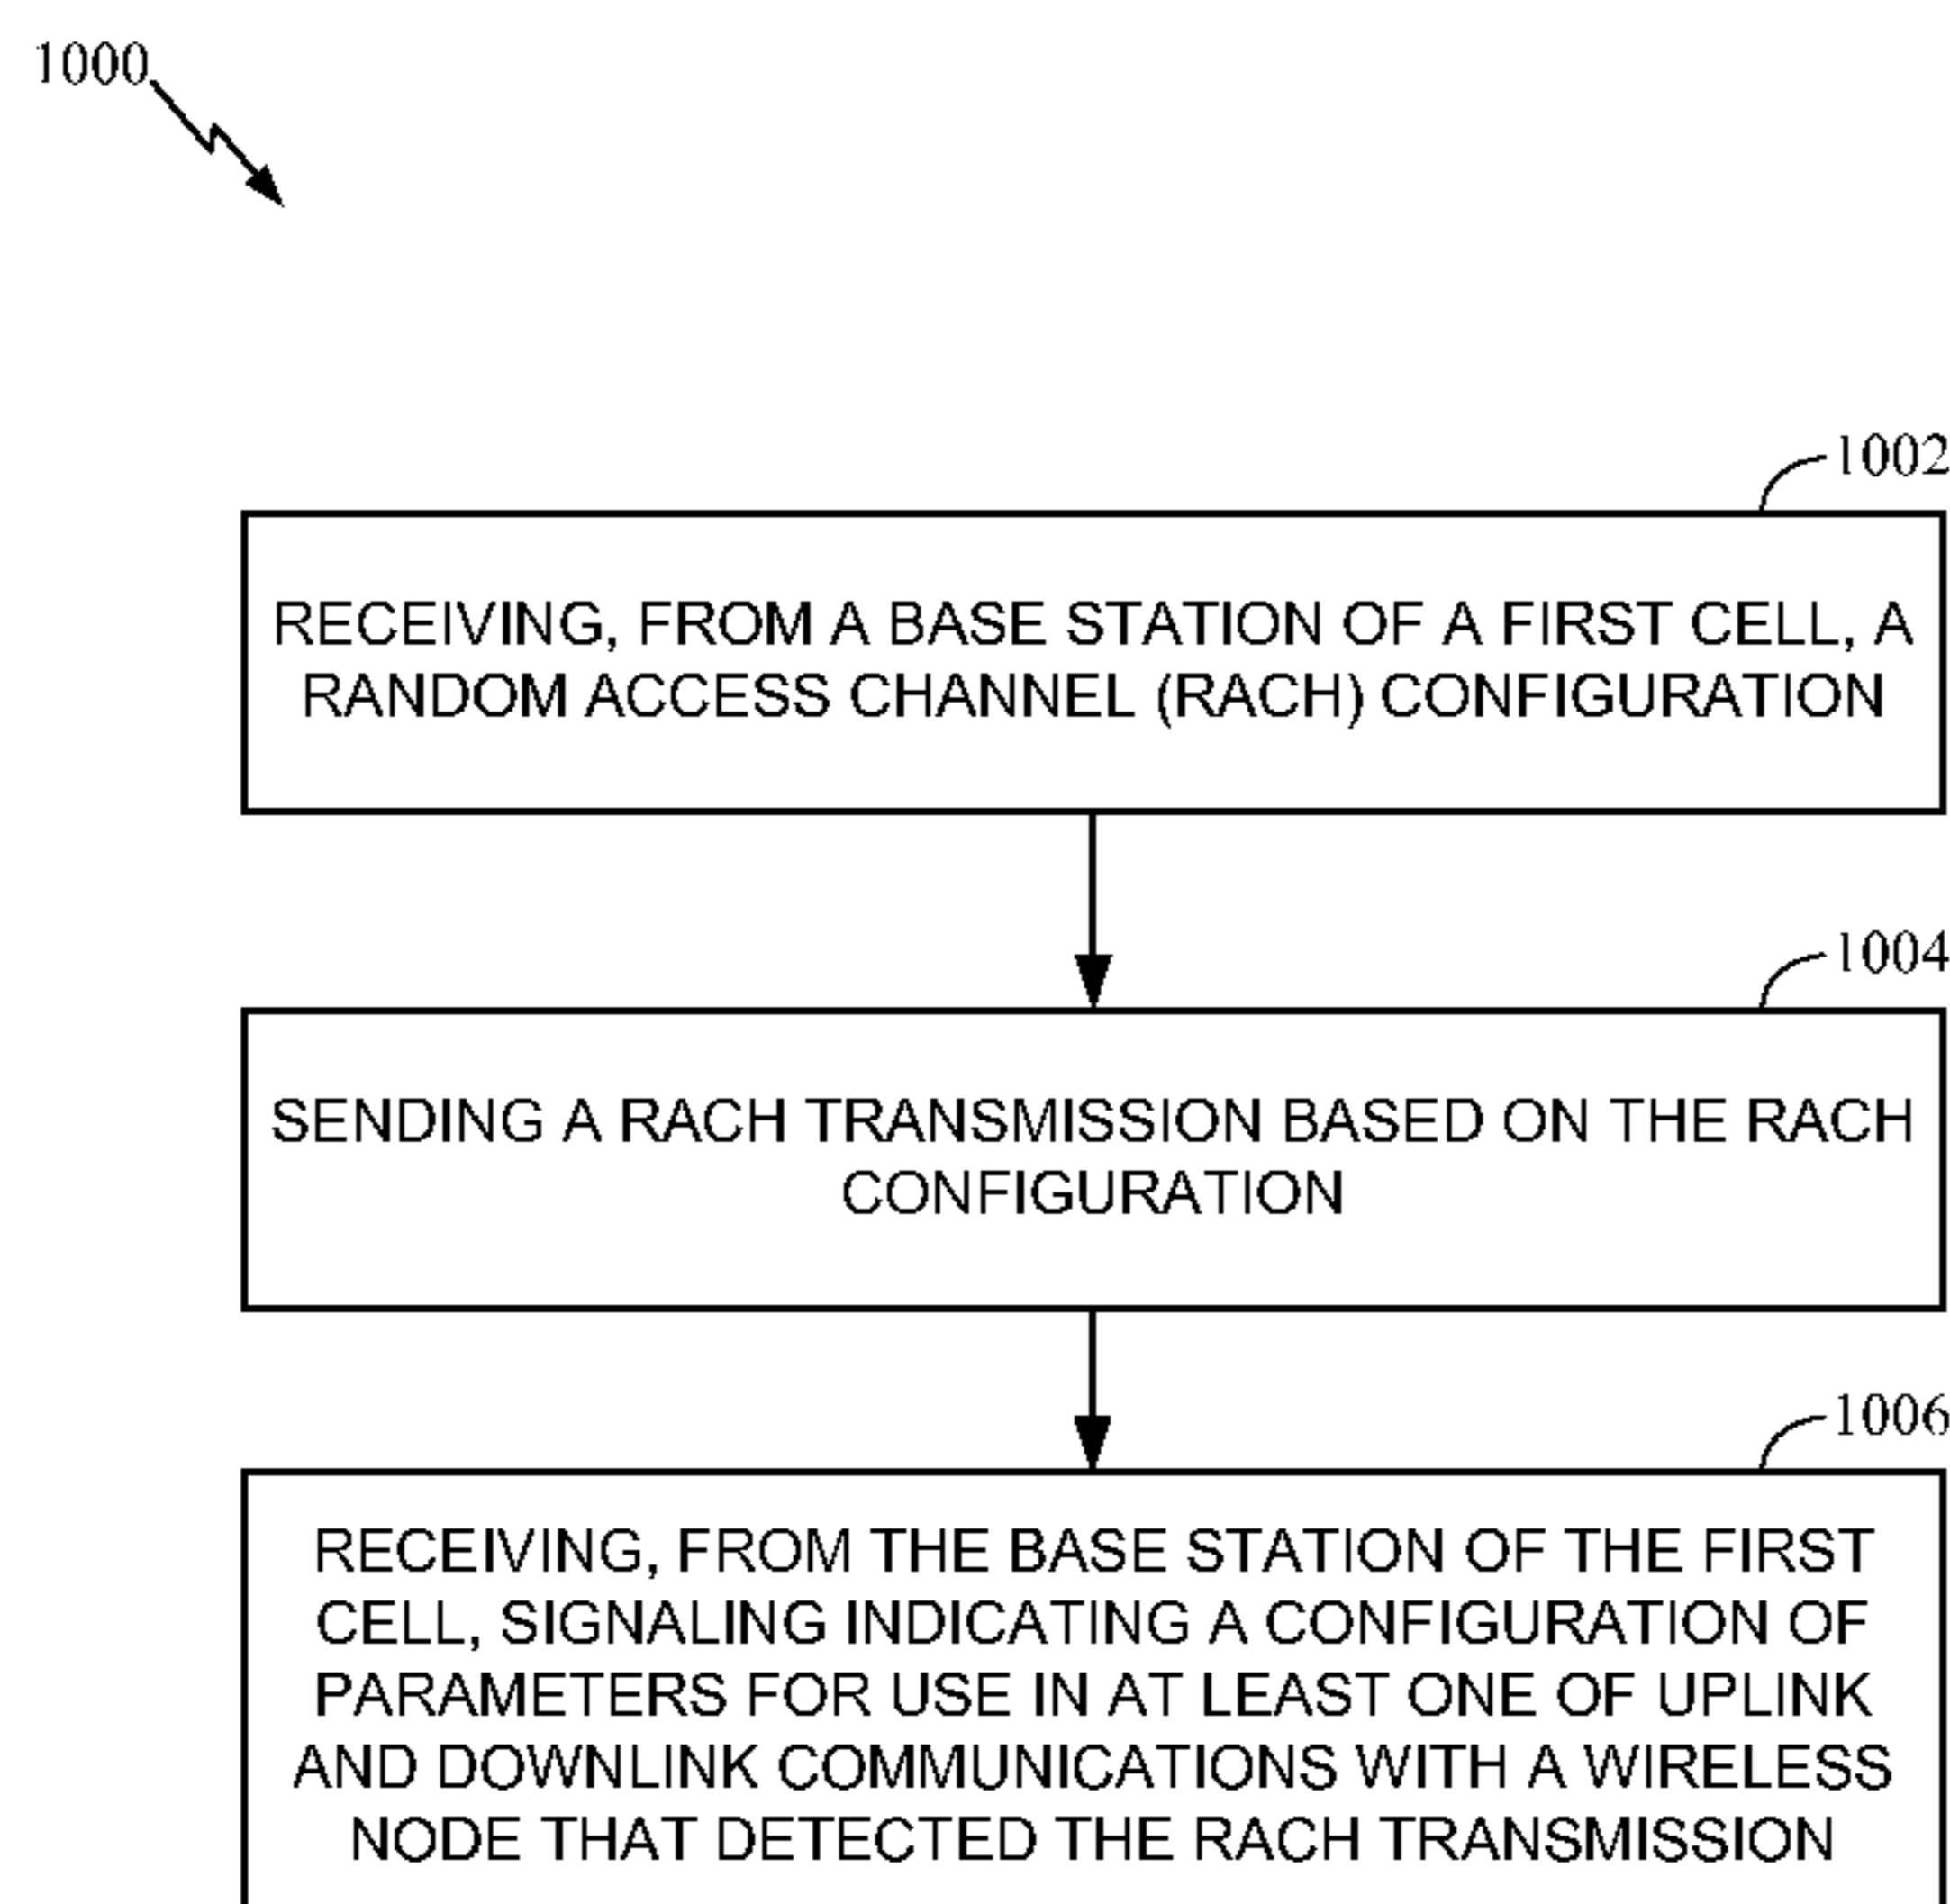 1000
1002
RECEIVING, FROM A BASE STATION OF A FIRST CELL, A
RANDOM ACCESS CHANNEL (RACH) CONFIGURATION
1004
SENDING A RACH TRANSMISSION BASED ON THE RACH
CONFIGURATION
1006
RECEIVING, FROM THE BASE STATION OF THE FIRST
CELL, SIGNALING INDICATING A CONFIGURATION OF
PARAMETERS FOR USE IN AT LEAST ONE OF UPLINK
AND DOWNLINK COMMUNICATIONS WITH A WIRELESS
NODE THAT DETECTED THE RACH TRANSMISSION